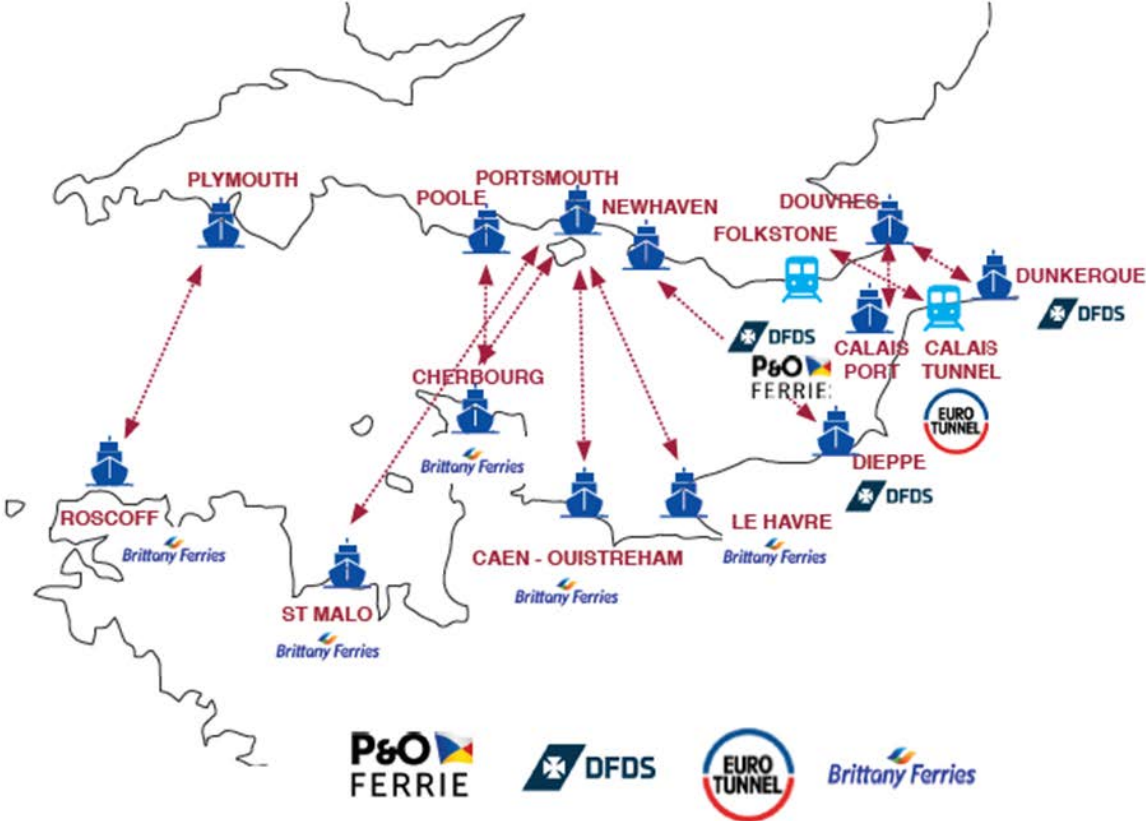 PLYMOUTH
PORTSMOUTH
POOLE
NEWHAVEN
DOUVRES
FOLKSTONE
DUNKERQUE
DFDS
DFDS
P&O
FERRIE
CALAIS
PORT
CALAIS
TUNNEL
EURO
TUNNEL
CHERBOURG
Brittany Ferries
DIEPPE
DFDS
ROSCOFF
Brittany Ferries
LE HAVRE
Brittany Ferries
CAEN - OUISTREHAM
Brittany Ferries
ST MALO
Brittany Ferries
P&O
FERRIE
DFDS
EURO
TUNNEL
Brittany Ferries